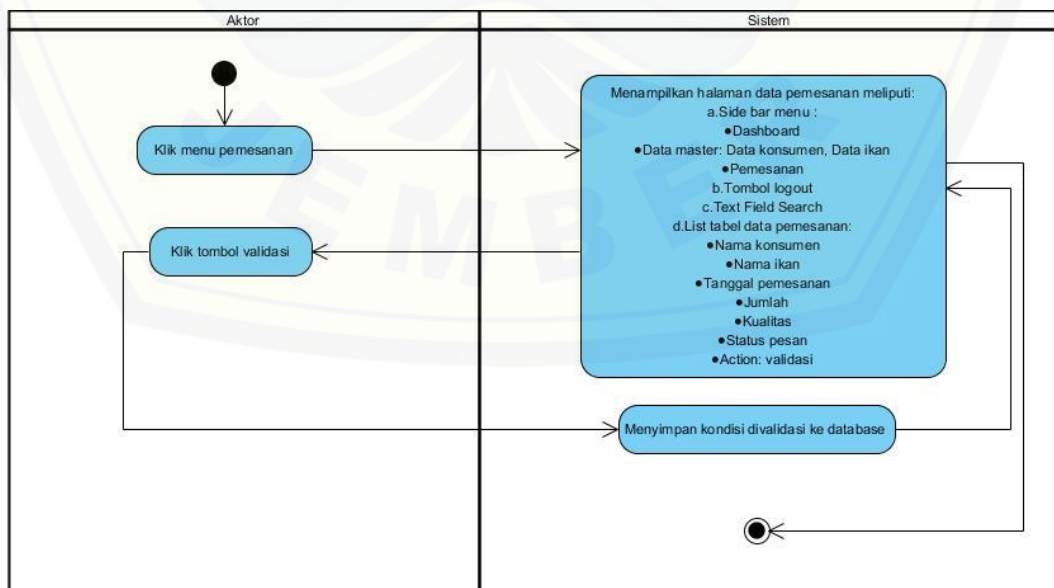 Aktor
Sistem
Klik menu pemesanan
Menampilkan halaman data pemesanan meliputi:
a.Side bar menu :
●Dashboard
●Data master: Data konsumen, Data ikan
●Pemesanan
b.Tombol logout
c.Text Field Search
d.List tabel data pemesanan:
●Nama konsumen
●Nama ikan
●Tanggal pemesanan
●Jumlah
●Kualitas
●Status pesan
●Action: validasi
Klik tombol validasi
Menyimpan kondisi divalidasi ke database